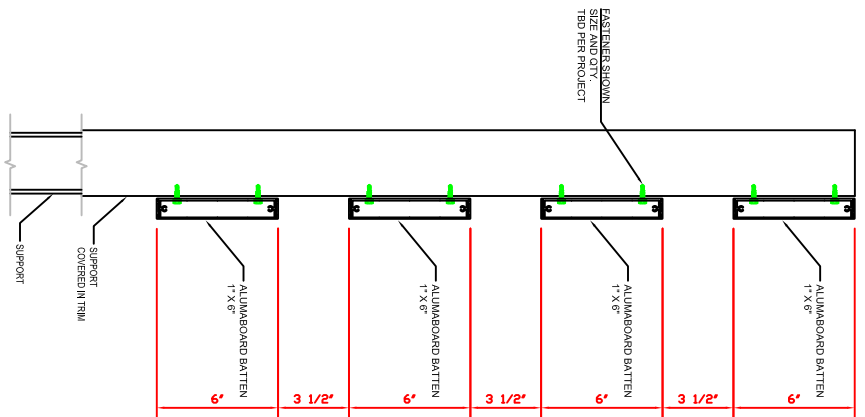 FASTENER SHOWN
SIZE AND QTY.
TBD PER PROJECT
SUPPORT
SUPPORT
COVERED IN TRIM
ALUMABOARD BATTEN
1" X 6"
ALUMABOARD BATTEN
1" X 6"
ALUMABOARD BATTEN
1" X 6"
ALUMABOARD BATTEN
1" X 6"
6"
3 1/2"
6"
3 1/2"
6"
3 1/2"
6"